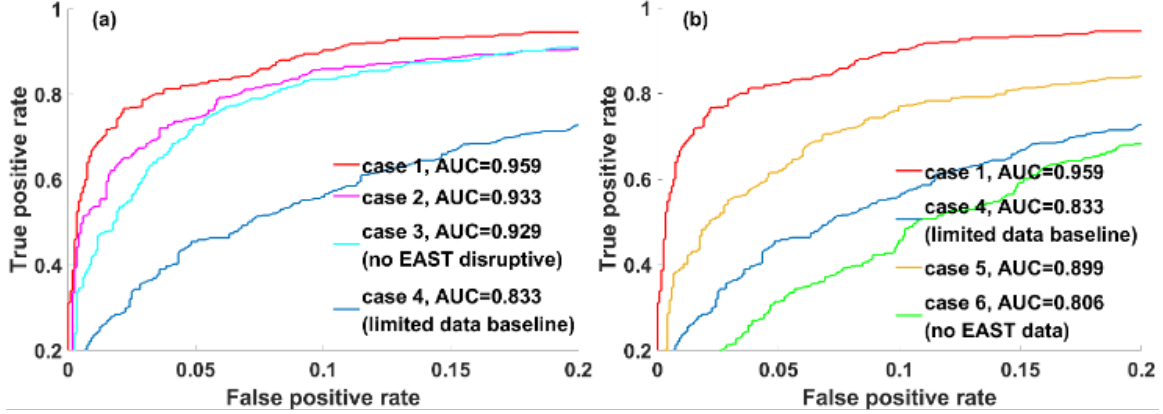 (a)
True positive rate
1
0.8
0.6
0.4
0.2
case 1, AUC=0.959
case 2, AUC=0.933
case 3, AUC=0.929
(no EAST disruptive)
case 4, AUC=0.833
(limited data baseline)
0 0.05 0.1 0.15 0.2
False positive rate
(b)
True positive rate
1
0.8
0.6
0.4
0.2
case 1, AUC=0.959
case 4, AUC=0.833
(limited data baseline)
case 5, AUC=0.899
case 6, AUC=0.806
(no EAST data)
0 0.05 0.1 0.15 0.2
False positive rate